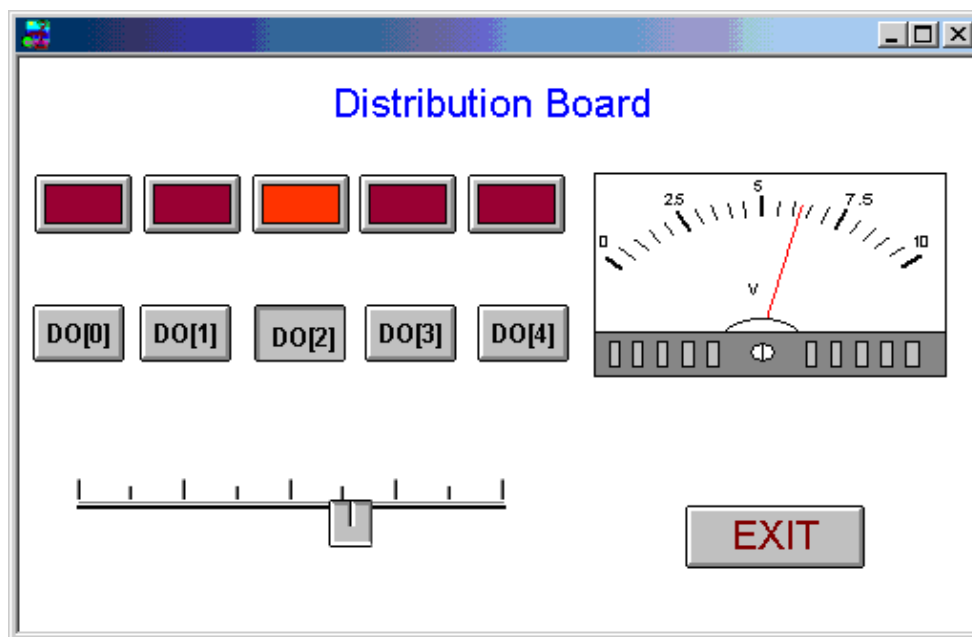 Distribution Board
0 2.5 5 7.5 10
V
DO[0] DO[1] DO[2] DO[3] DO[4]
EXIT